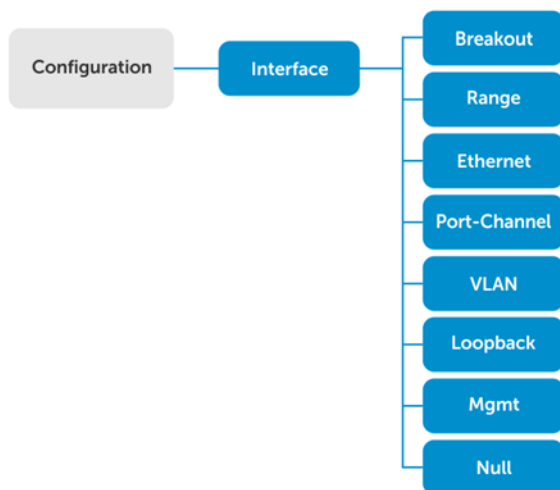 Configuration
Interface
Breakout
Range
Ethernet
Port-Channel
VLAN
Loopback
Mgmt
Null